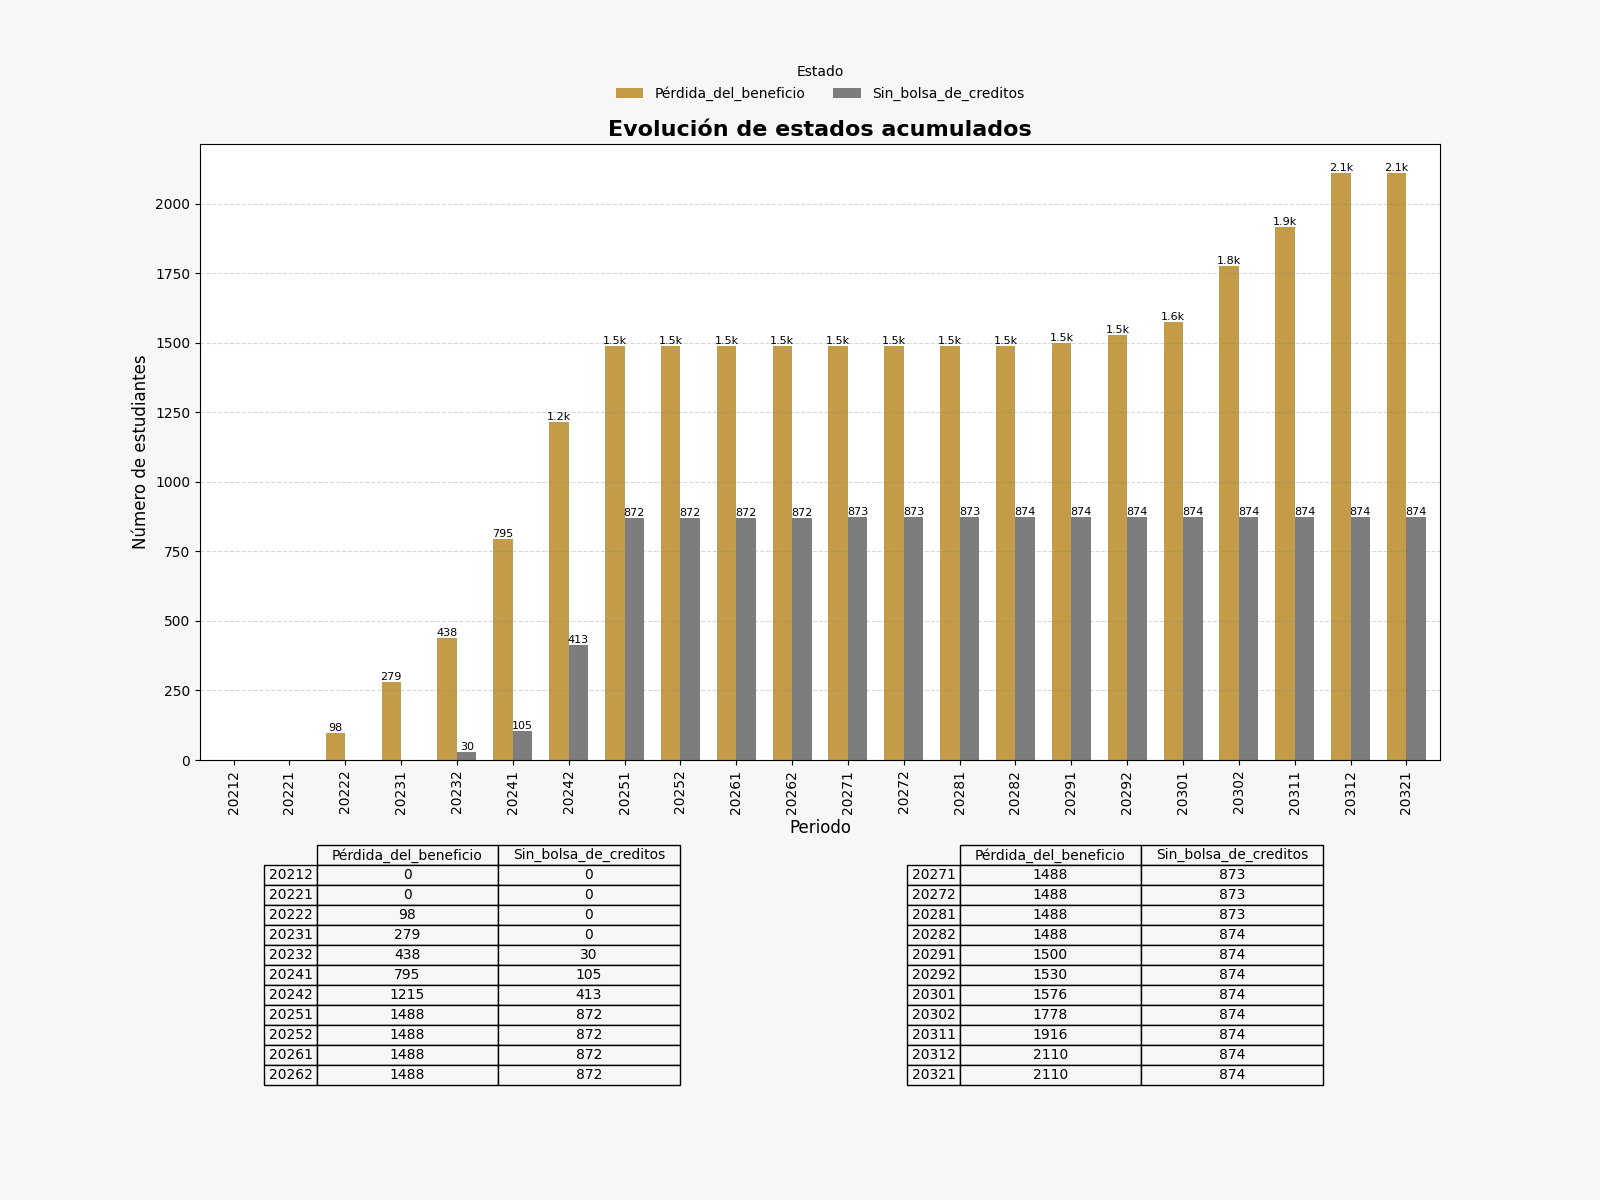 Estado
Pérdida_del_beneficio Sin_bolsa_de_creditos
Evolución de estados acumulados
Número de estudiantes
2000
1750
1500
1250
1000
750
500
250
0
98 279 438 795 1.2k 1.5k 1.5k 1.5k 1.5k 1.5k 1.5k 1.5k 1.5k 1.5k 1.5k 1.6k 1.8k 1.9k 2.1k 2.1k
30 105 413 872 872 872 872 873 873 873 874 874 874 874 874 874 874 874
20212 20221 20222 20231 20232 20241 20242 20251 20252 20261 20262 20271 20272 20281 20282 20291 20292 20301 20302 20311 20312 20321
Periodo
Pérdida_del_beneficio Sin_bolsa_de_creditos
20212 0 0
20221 0 0
20222 98 0
20231 279 0
20232 438 30
20241 795 105
20242 1215 413
20251 1488 872
20252 1488 872
20261 1488 872
20262 1488 872
Pérdida_del_beneficio Sin_bolsa_de_creditos
20271 1488 873
20272 1488 873
20281 1488 873
20282 1488 874
20291 1500 874
20292 1530 874
20301 1576 874
20302 1778 874
20311 1916 874
20312 2110 874
20321 2110 874